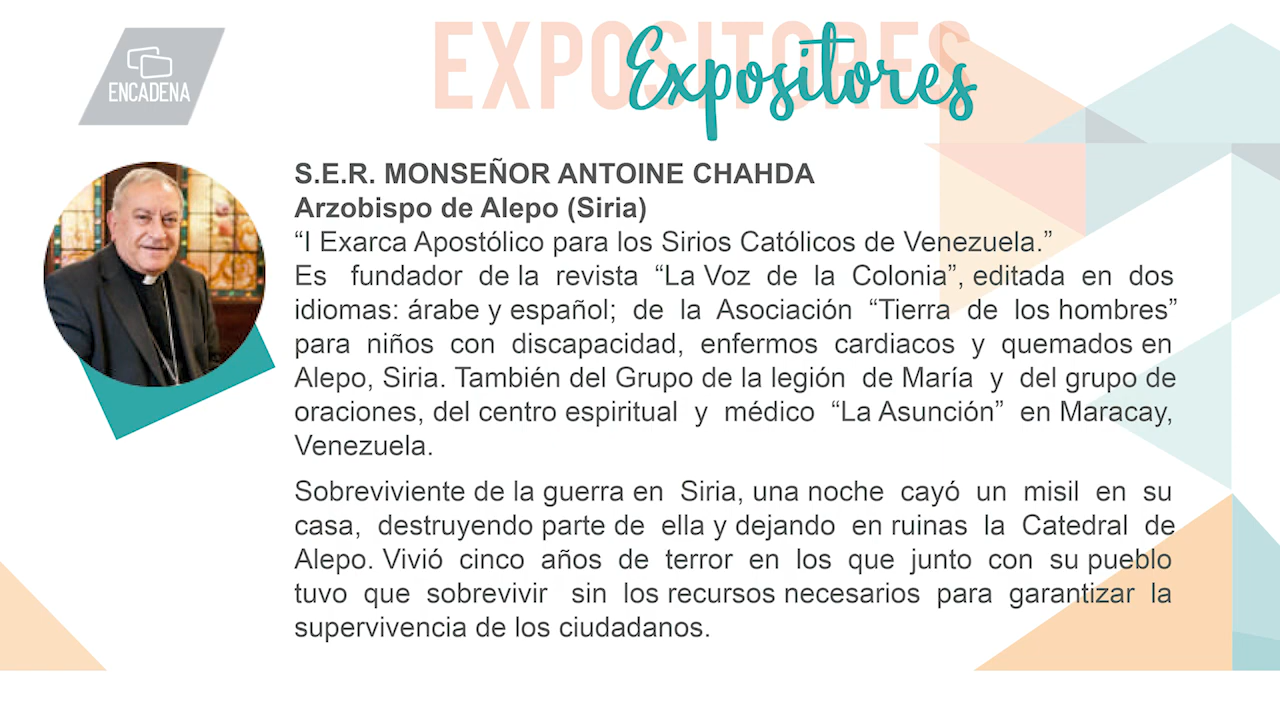 ENCADENA
EXPOSITORES
Expositores
S.E.R. MONSEÑOR ANTOINE CHAHDA
Arzobispo de Alepo (Siria)
“I Exarca Apostólico para los Sirios Católicos de Venezuela.”
Es fundador de la revista “La Voz de la Colonia”, editada en dos
idiomas: árabe y español; de la Asociación “Tierra de los hombres”
para niños con discapacidad, enfermos cardiacos y quemados en
Alepo, Siria. También del Grupo de la legión de María y del grupo de
oraciones, del centro espiritual y médico “La Asunción” en Maracay,
Venezuela.
Sobreviviente de la guerra en Siria, una noche cayó un misil en su
casa, destruyendo parte de ella y dejando en ruinas la Catedral de
Alepo. Vivió cinco años de terror en los que junto con su pueblo
tuvo que sobrevivir sin los recursos necesarios para garantizar la
supervivencia de los ciudadanos.